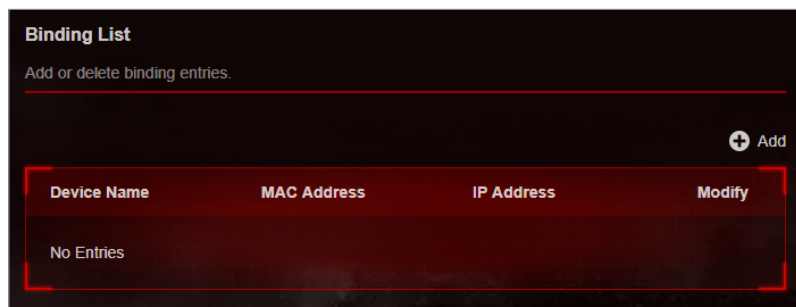 Binding List
Add or delete binding entries.
Add
Device Name MAC Address IP Address Modify
No Entries